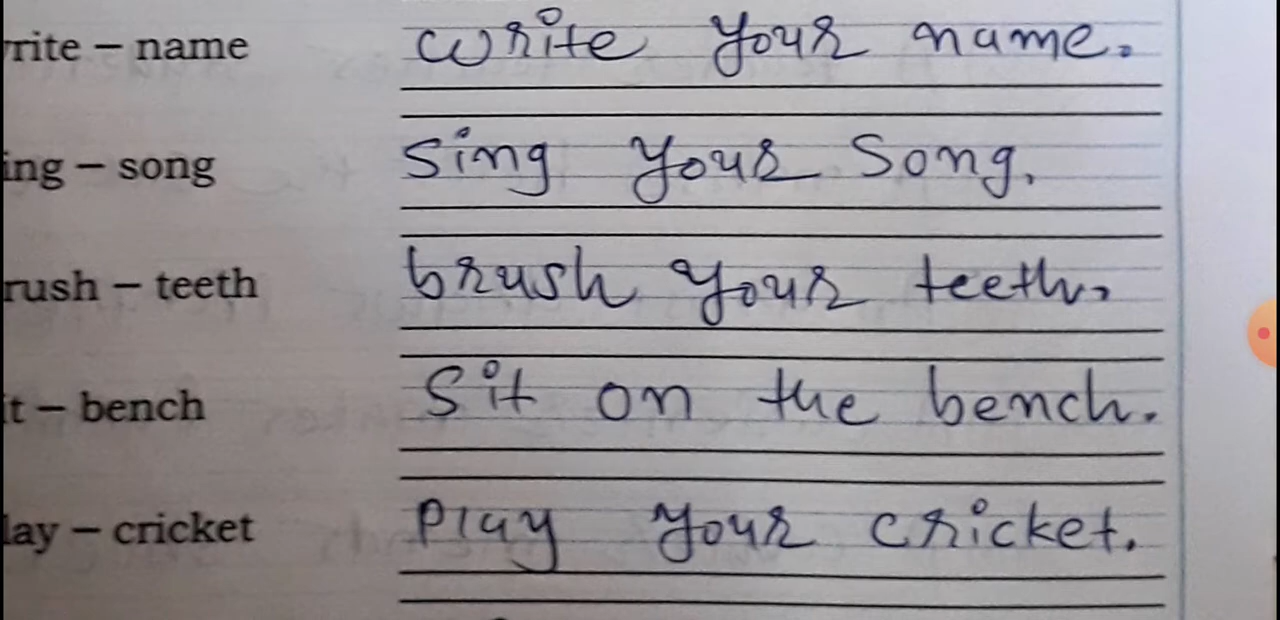 rite – name write your name.
ing – song Sing your Song.
rush – teeth brush your teeth.
t – bench Sit on the bench.
lay – cricket Play your cricket.